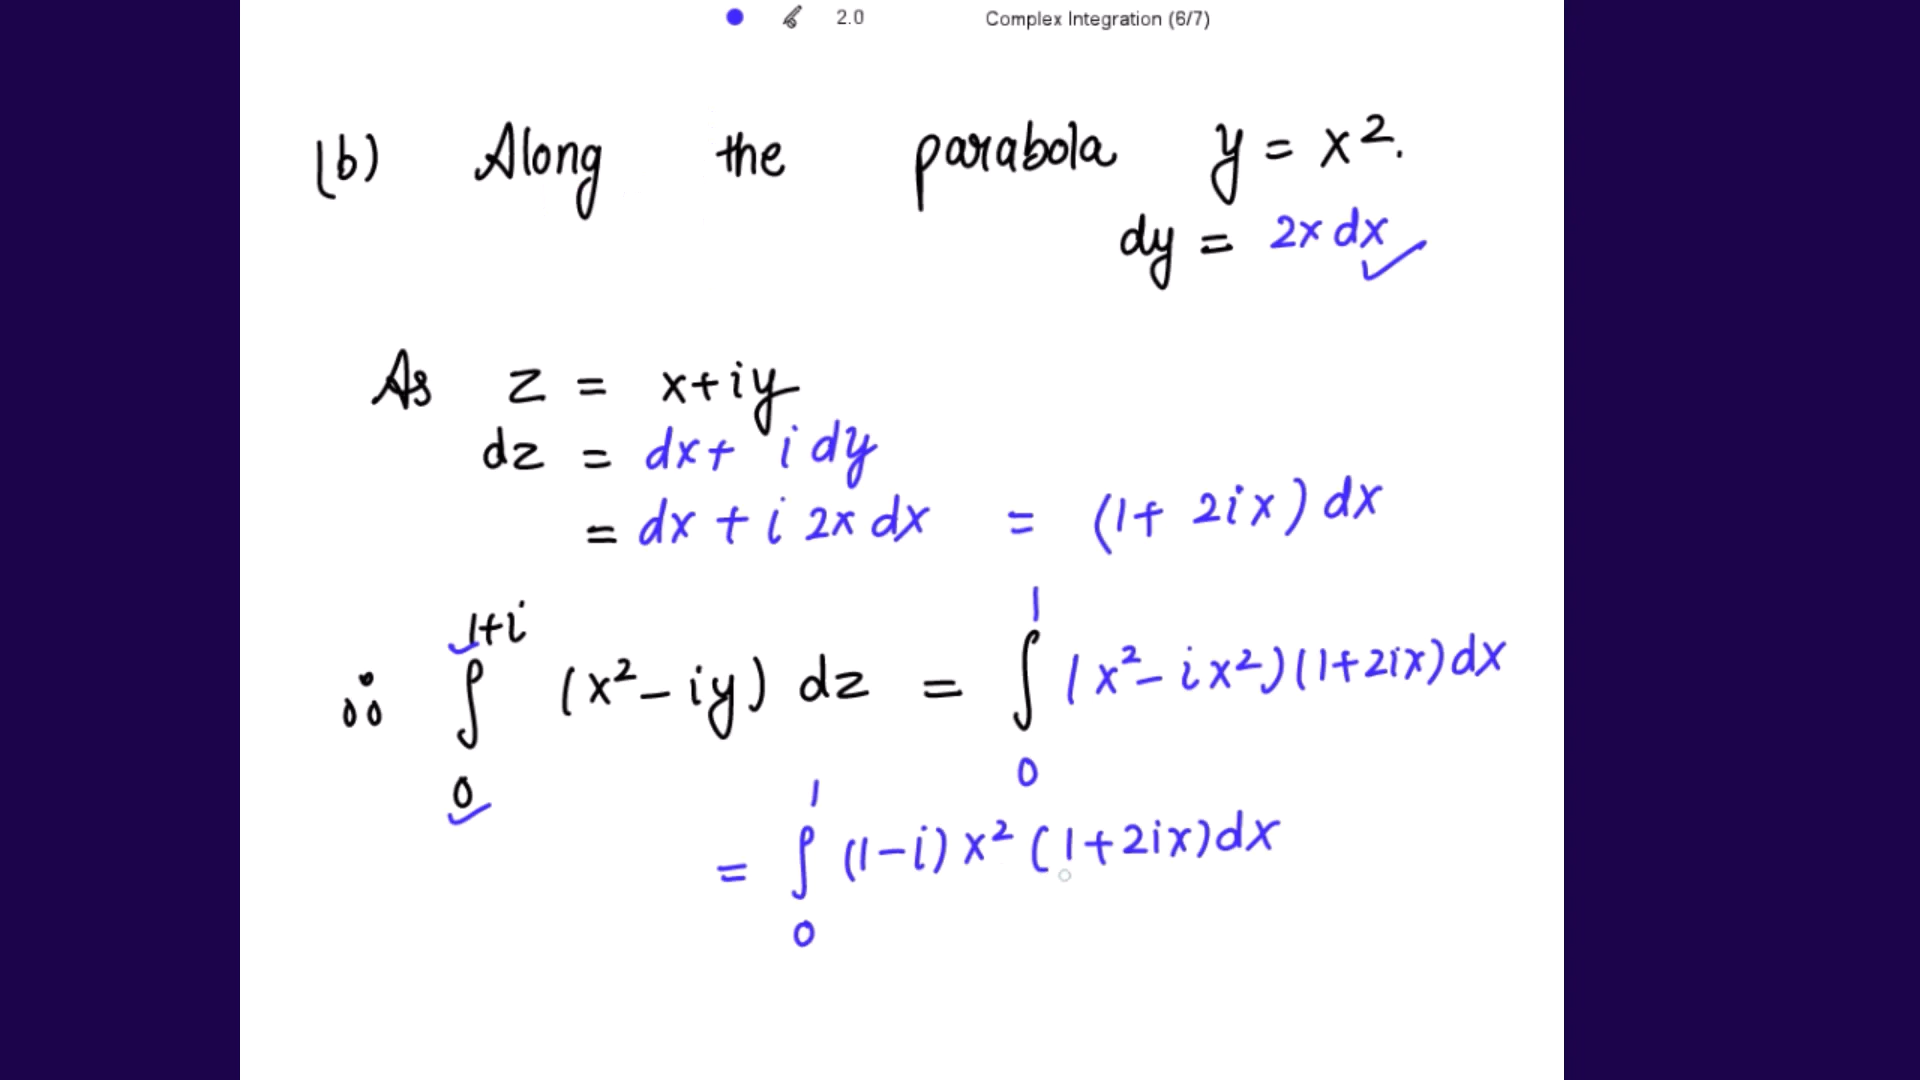 2.0 Complex Integration (6/7)
(b) Along the parabola y = x².
dy = 2x dx
As z = x+iy
dz = dx + i dy
= dx + i 2x dx = (1+ 2ix) dx
∴ ∫₀¹⁺ⁱ (x² - iy) dz = ∫₀¹ (x² - ix²)(1+2ix)dx
= ∫₀¹ (1-i) x² (1+2ix)dx